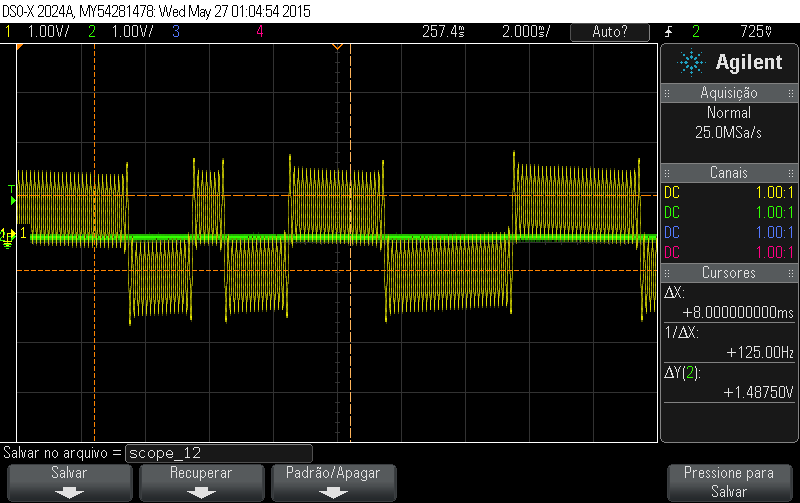 DSO-X 2024A, MY54281478: Wed May 27 01:04:54 2015
1 1.00V/ 2 1.00V/ 3 4 257.4s 2.000s/ Auto? 2 725V
Agilent
Aquisição
Normal
25.0MSa/s
Canais
DC 1.00:1
DC 1.00:1
DC 1.00:1
DC 1.00:1
Cursores
ΔX:
+8.000000000ms
1/ΔX:
+125.00Hz
ΔY(2):
+1.48750V
T
1
Salvar no arquivo = scope_12
Salvar
Recuperar
Padrão/Apagar
Pressione para
Salvar